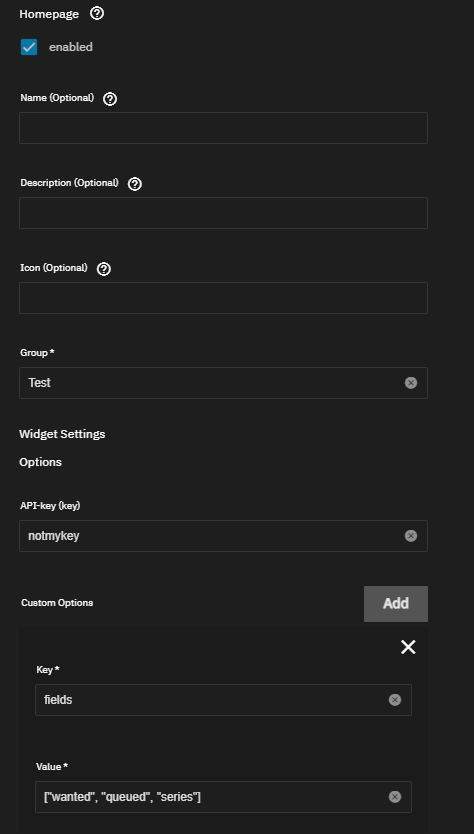 Homepage
enabled
Name (Optional)
Description (Optional)
Icon (Optional)
Group *
Test
Widget Settings
Options
API-key (key)
notmykey
Custom Options
Add
Key *
fields
Value *
["wanted", "queued", "series"]